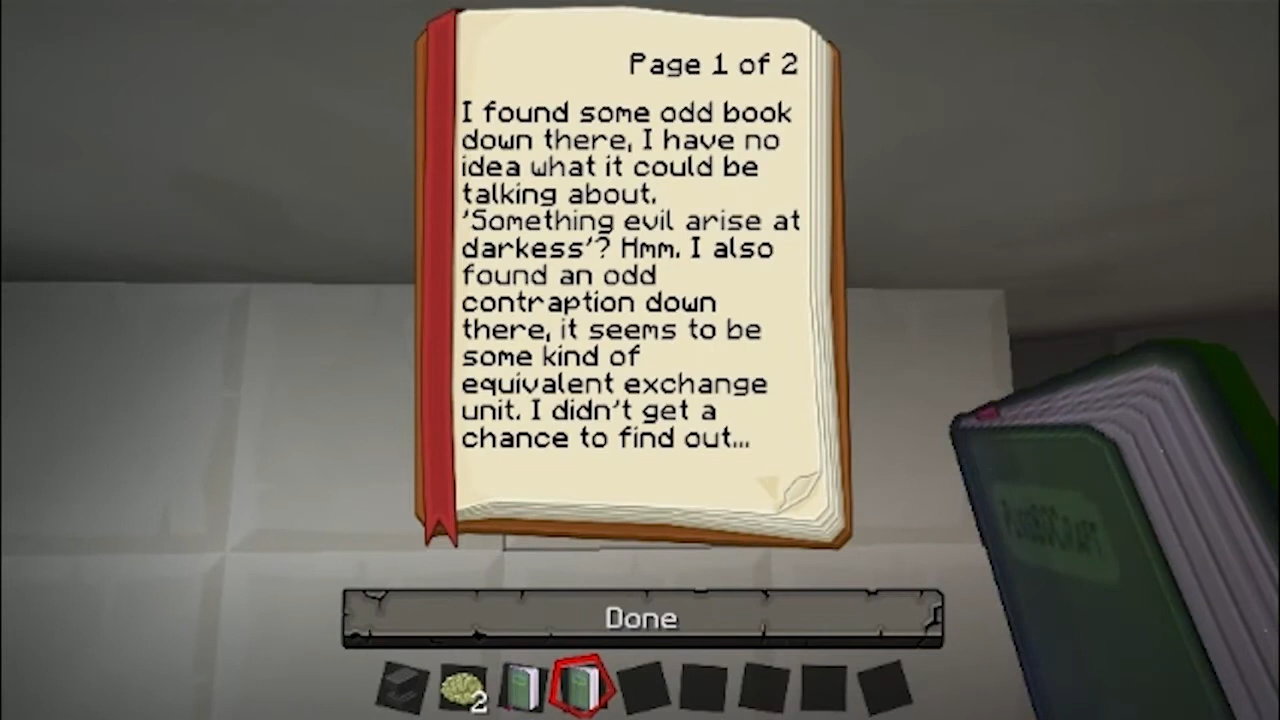 Page 1 of 2
I found some odd book
down there, I have no
idea what it could be
talking about.
'Something evil arise at
darkess'? Hmm. I also
found an odd
contraption down
there, it seems to be
some kind of
equivalent exchange
unit. I didn't get a
chance to find out...
Done
2